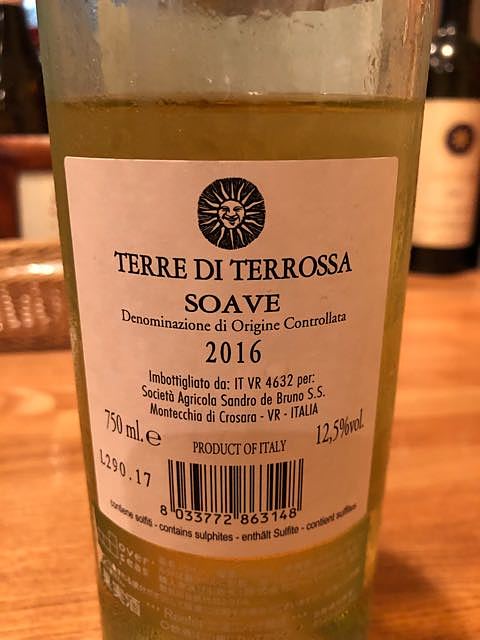 TERRE DI TERROSSA
SOAVE
Denominazione di Origine Controllata
2016
Imbottigliato da: IT VR 4632 per:
Società Agricola Sandro de Bruno S.S.
Montecchia di Crosara - VR - ITALIA
750 ml. e
12,5%vol.
PRODUCT OF ITALY
L290.17
8 033772 863148
contiene solfiti - contains sulphites - enthält Sulfite - contient sulfites